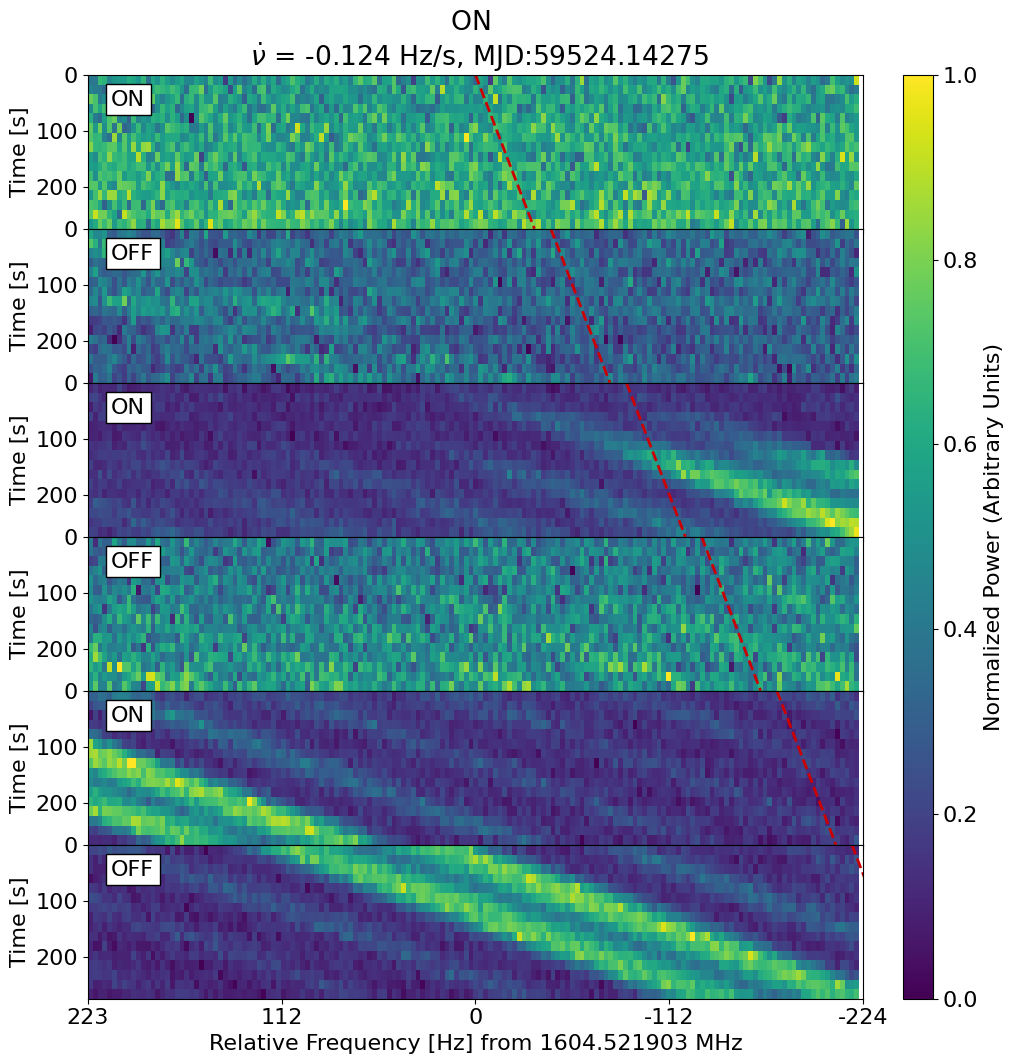 ON
ν̇ = -0.124 Hz/s, MJD:59524.14275
0
ON
100
200
Time [s]
0
OFF
100
200
Time [s]
0
ON
100
200
Time [s]
0
OFF
100
200
Time [s]
0
ON
100
200
Time [s]
0
OFF
100
200
Time [s]
223 112 0 -112 -224
Relative Frequency [Hz] from 1604.521903 MHz
1.0
0.8
0.6
0.4
0.2
0.0
Normalized Power (Arbitrary Units)